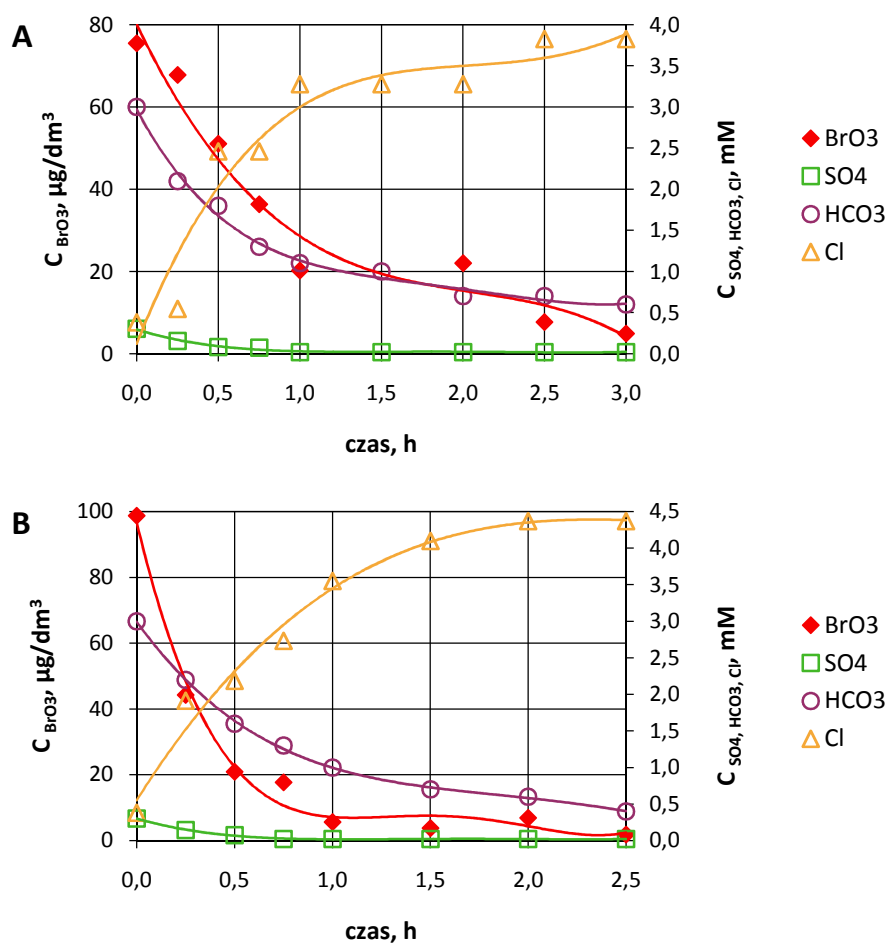 A
C BrO3, µg/dm³
80
60
40
20
0
4,0
3,5
3,0
2,5
2,0
1,5
1,0
0,5
0,0
C SO4, HCO3, Cl, mM
0,0 0,5 1,0 1,5 2,0 2,5 3,0
czas, h
BrO3
SO4
HCO3
Cl
B
C BrO3, µg/dm³
100
80
60
40
20
0
4,5
4,0
3,5
3,0
2,5
2,0
1,5
1,0
0,5
0,0
C SO4, HCO3, Cl, mM
0,0 0,5 1,0 1,5 2,0 2,5
czas, h
BrO3
SO4
HCO3
Cl